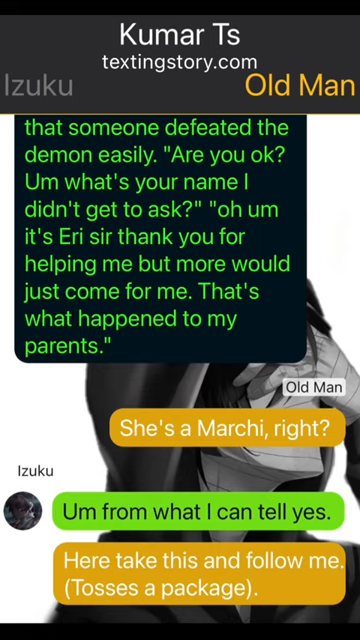 Kumar Ts
textingstory.com
Izuku
Old Man
that someone defeated the
demon easily. "Are you ok?
Um what's your name I
didn't get to ask?" "oh um
it's Eri sir thank you for
helping me but more would
just come for me. That's
what happened to my
parents."
Old Man
She's a Marchi, right?
Izuku
Um from what I can tell yes.
Here take this and follow me.
(Tosses a package).